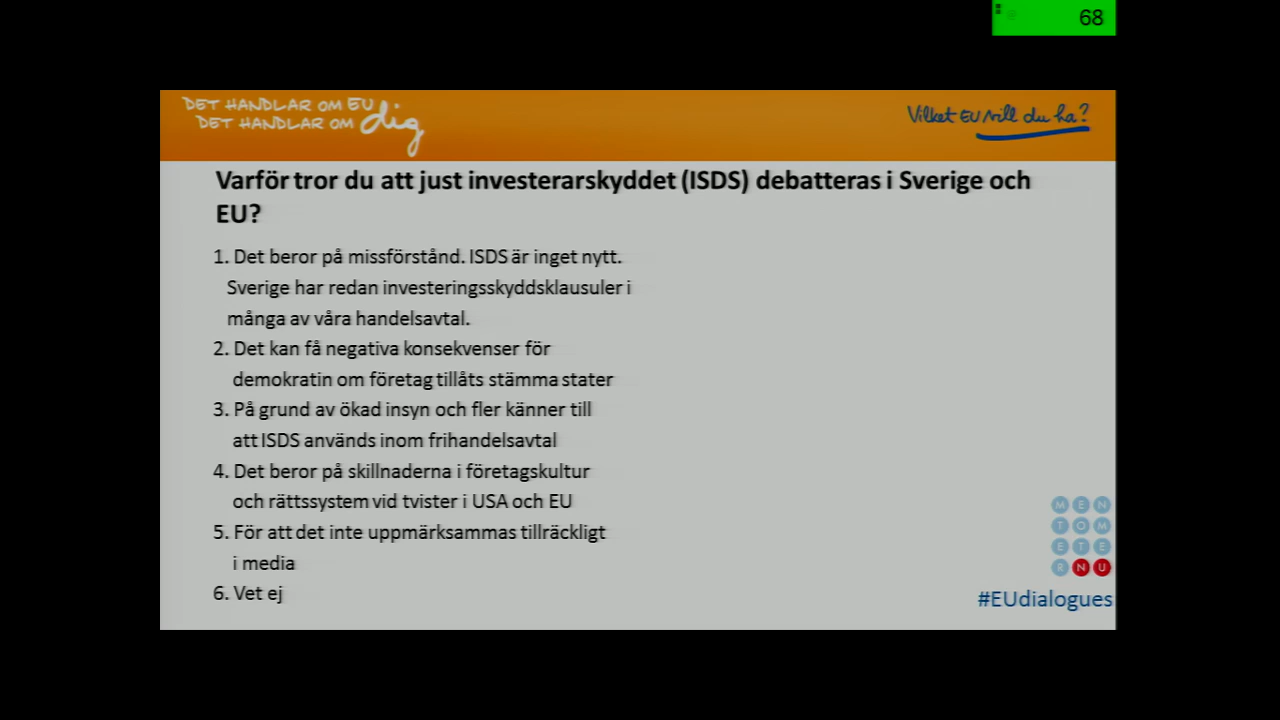 68
DET HANDLAR OM EU
DET HANDLAR OM dig
Vilket EU vill du ha?
Varför tror du att just investerarskyddet (ISDS) debatteras i Sverige och
EU?
1. Det beror på missförstånd. ISDS är inget nytt.
Sverige har redan investeringsskyddsklausuler i
många av våra handelsavtal.
2. Det kan få negativa konsekvenser för
demokratin om företag tillåts stämma stater
3. På grund av ökad insyn och fler känner till
att ISDS används inom frihandelsavtal
4. Det beror på skillnaderna i företagskultur
och rättssystem vid tvister i USA och EU
5. För att det inte uppmärksammas tillräckligt
i media
6. Vet ej
MEN
TOM
ETE
RNU
#EUdialogues